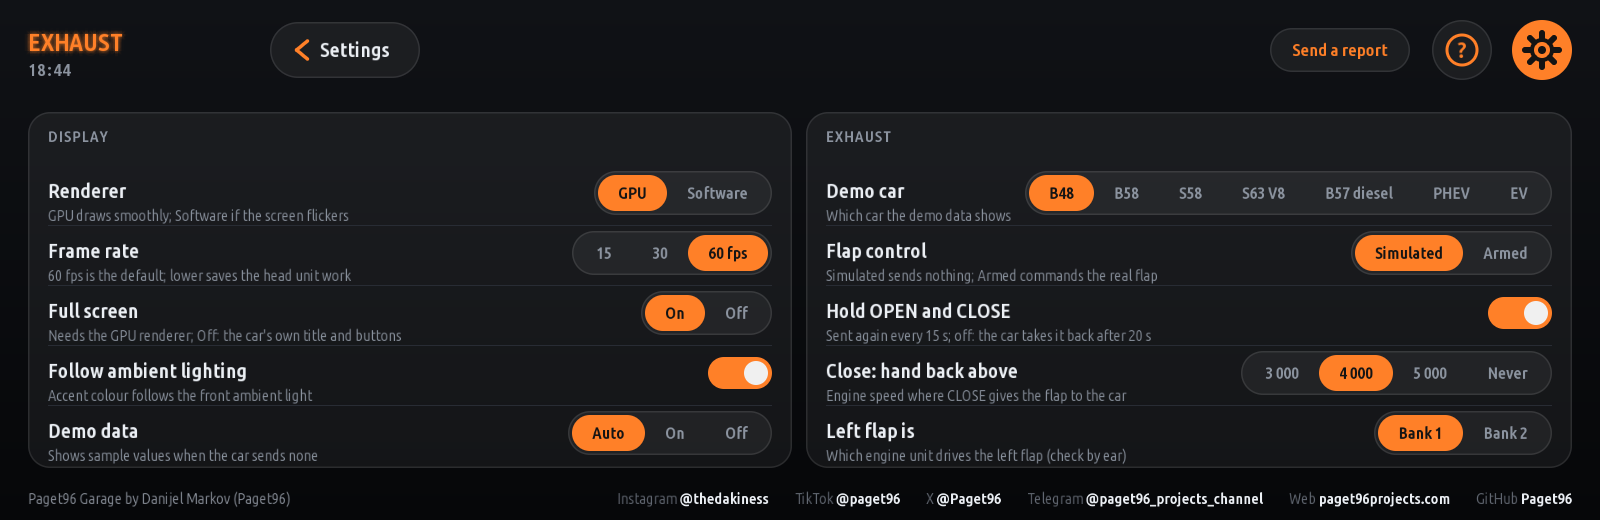 EXHAUST
18:44
Settings
Send a report
?
DISPLAY
Renderer
GPU draws smoothly; Software if the screen flickers
GPU Software
Frame rate
60 fps is the default; lower saves the head unit work
15 30 60 fps
Full screen
Needs the GPU renderer; Off: the car's own title and buttons
On Off
Follow ambient lighting
Accent colour follows the front ambient light
Demo data
Shows sample values when the car sends none
Auto On Off
EXHAUST
Demo car
Which car the demo data shows
B48 B58 S58 S63 V8 B57 diesel PHEV EV
Flap control
Simulated sends nothing; Armed commands the real flap
Simulated Armed
Hold OPEN and CLOSE
Sent again every 15 s; off: the car takes it back after 20 s
Close: hand back above
Engine speed where CLOSE gives the flap to the car
3 000 4 000 5 000 Never
Left flap is
Which engine unit drives the left flap (check by ear)
Bank 1 Bank 2
Paget96 Garage by Danijel Markov (Paget96)
Instagram @thedakiness TikTok @paget96 X @Paget96 Telegram @paget96_projects_channel Web paget96projects.com GitHub Paget96